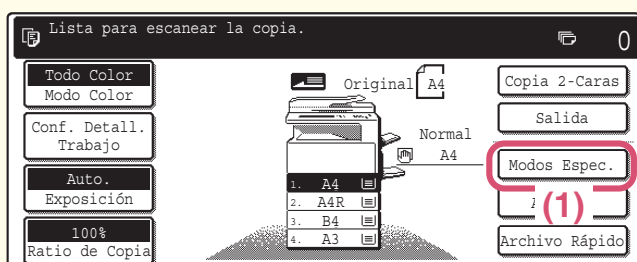 Lista para escanear la copia.
0
Todo Color
Modo Color
Conf. Detall.
Trabajo
Auto.
Exposición
100%
Ratio de Copia
Original A4
Normal
A4
1. A4
2. A4R
3. B4
4. A3
Copia 2-Caras
Salida
Modos Espec.
(1)
Archivo Rápido